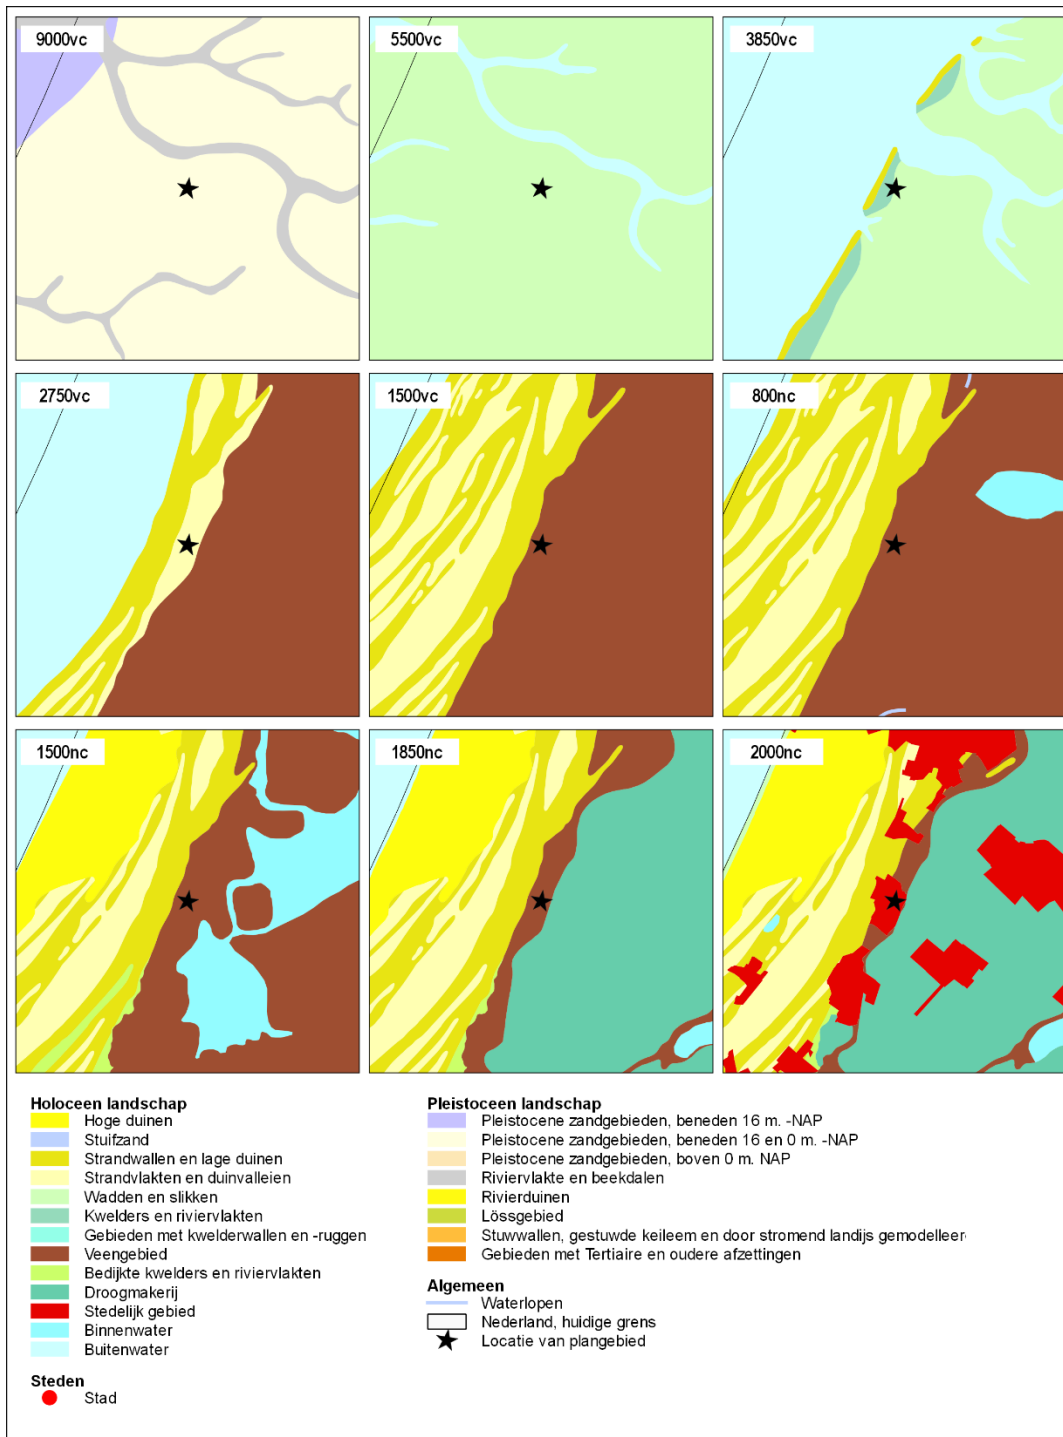 9000vc
5500vc
3850vc
2750vc
1500vc
800nc
1500nc
1850nc
2000nc
Holoceen landschap
Hoge duinen
Stuifzand
Strandwallen en lage duinen
Strandvlakten en duinvalleien
Wadden en slikken
Kwelders en riviervlakten
Gebieden met kwelderwallen en -ruggen
Veengebied
Bedijkte kwelders en riviervlakten
Droogmakerij
Stedelijk gebied
Binnenwater
Buitenwater
Steden
Stad
Pleistoceen landschap
Pleistocene zandgebieden, beneden 16 m. -NAP
Pleistocene zandgebieden, beneden 16 en 0 m. -NAP
Pleistocene zandgebieden, boven 0 m. NAP
Riviervlakte en beekdalen
Rivierduinen
Lössgebied
Stuwwallen, gestuwde keileem en door stromend landijs gemodelleer
Gebieden met Tertiaire en oudere afzettingen
Algemeen
Waterlopen
Nederland, huidige grens
Locatie van plangebied